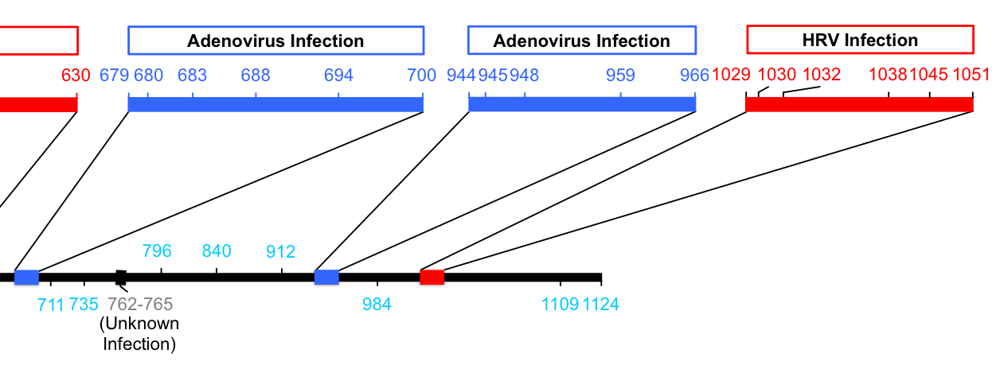 Adenovirus Infection
Adenovirus Infection
HRV Infection
630 679 680 683 688 694 700 944 945 948 959 966 1029 1030 1032 1038 1045 1051
796 840 912
711 735 762-765 984 1109 1124
(Unknown
Infection)